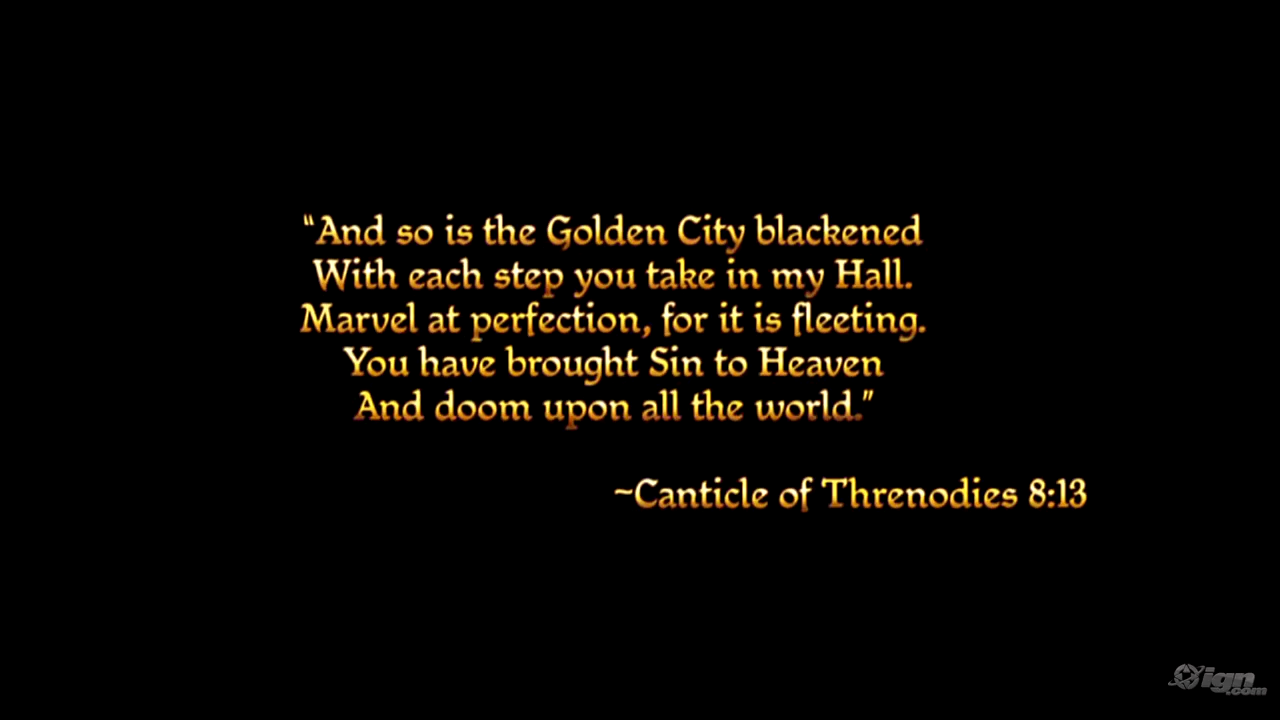 “And so is the Golden City blackened
With each step you take in my Hall.
Marvel at perfection, for it is fleeting.
You have brought Sin to Heaven
And doom upon all the world.”
~Canticle of Threnodies 8:13
ign.com